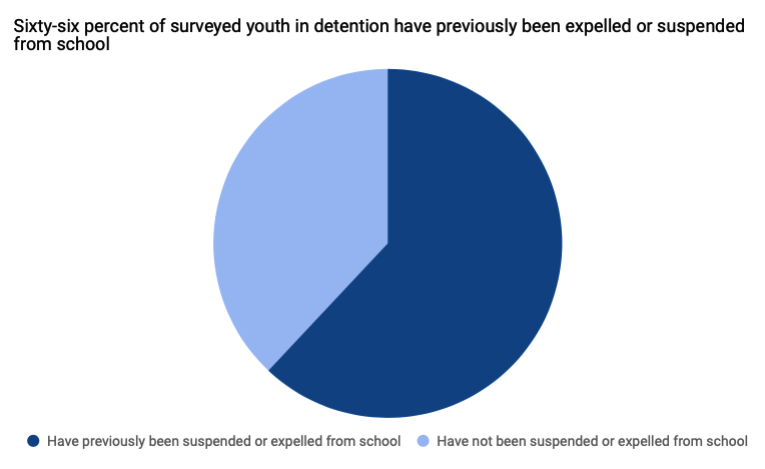 Sixty-six percent of surveyed youth in detention have previously been expelled or suspended
from school
Have previously been suspended or expelled from school
Have not been suspended or expelled from school